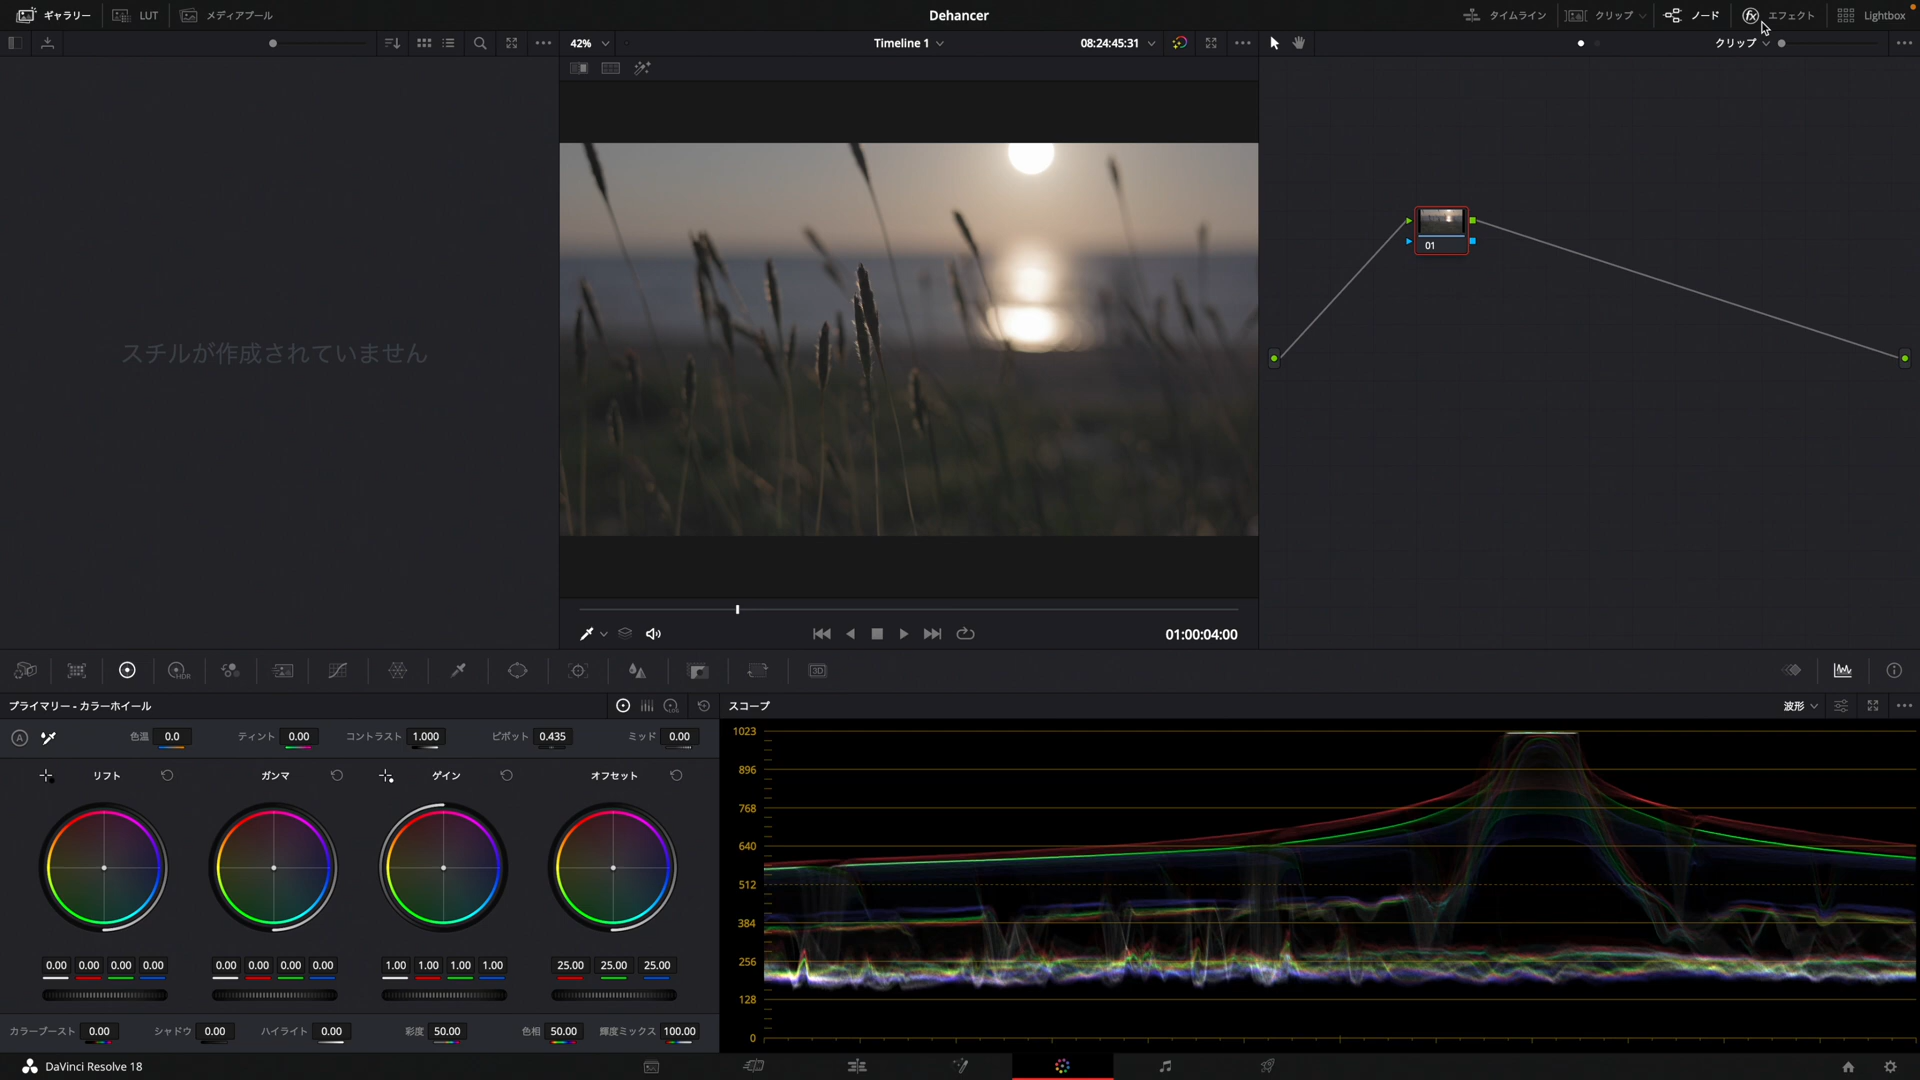 ギャラリー LUT メディアプール Dehancer タイムライン クリップ ノード エフェクト Lightbox
42% Timeline 1 08:24:45:31 クリップ
01
スチルが作成されていません
01:00:04:00
HDR 3D
プライマリー - カラーホイール LOG スコープ 波形
A 色温 0.0 ティント 0.00 コントラスト 1.000 ピボット 0.435 ミッド 0.00
リフト ガンマ ゲイン オフセット
0.00 0.00 0.00 0.00 0.00 0.00 0.00 0.00 1.00 1.00 1.00 1.00 25.00 25.00 25.00
カラーブースト 0.00 シャドウ 0.00 ハイライト 0.00 彩度 50.00 色相 50.00 輝度ミックス 100.00
1023
896
768
640
512
384
256
128
0
DaVinci Resolve 18